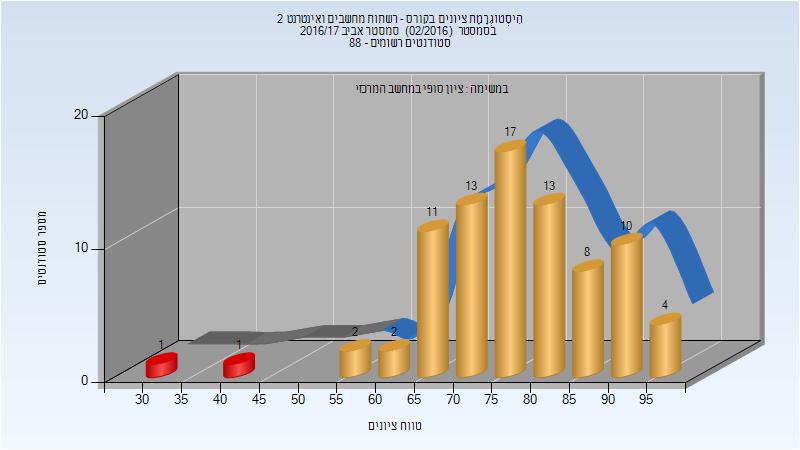 היסטוגרמת ציונים בקורס - רשתות מחשבים ואינטרנט 2
בסמסטר (02/2016) סמסטר אביב 2016/17
סטודנטים רשומים - 88
במשימה : ציון סופי במחשב המרכזי
מספר סטודנטים
20
10
0
1
1
2
2
11
13
17
13
8
10
4
30 35 40 45 50 55 60 65 70 75 80 85 90 95
טווח ציונים